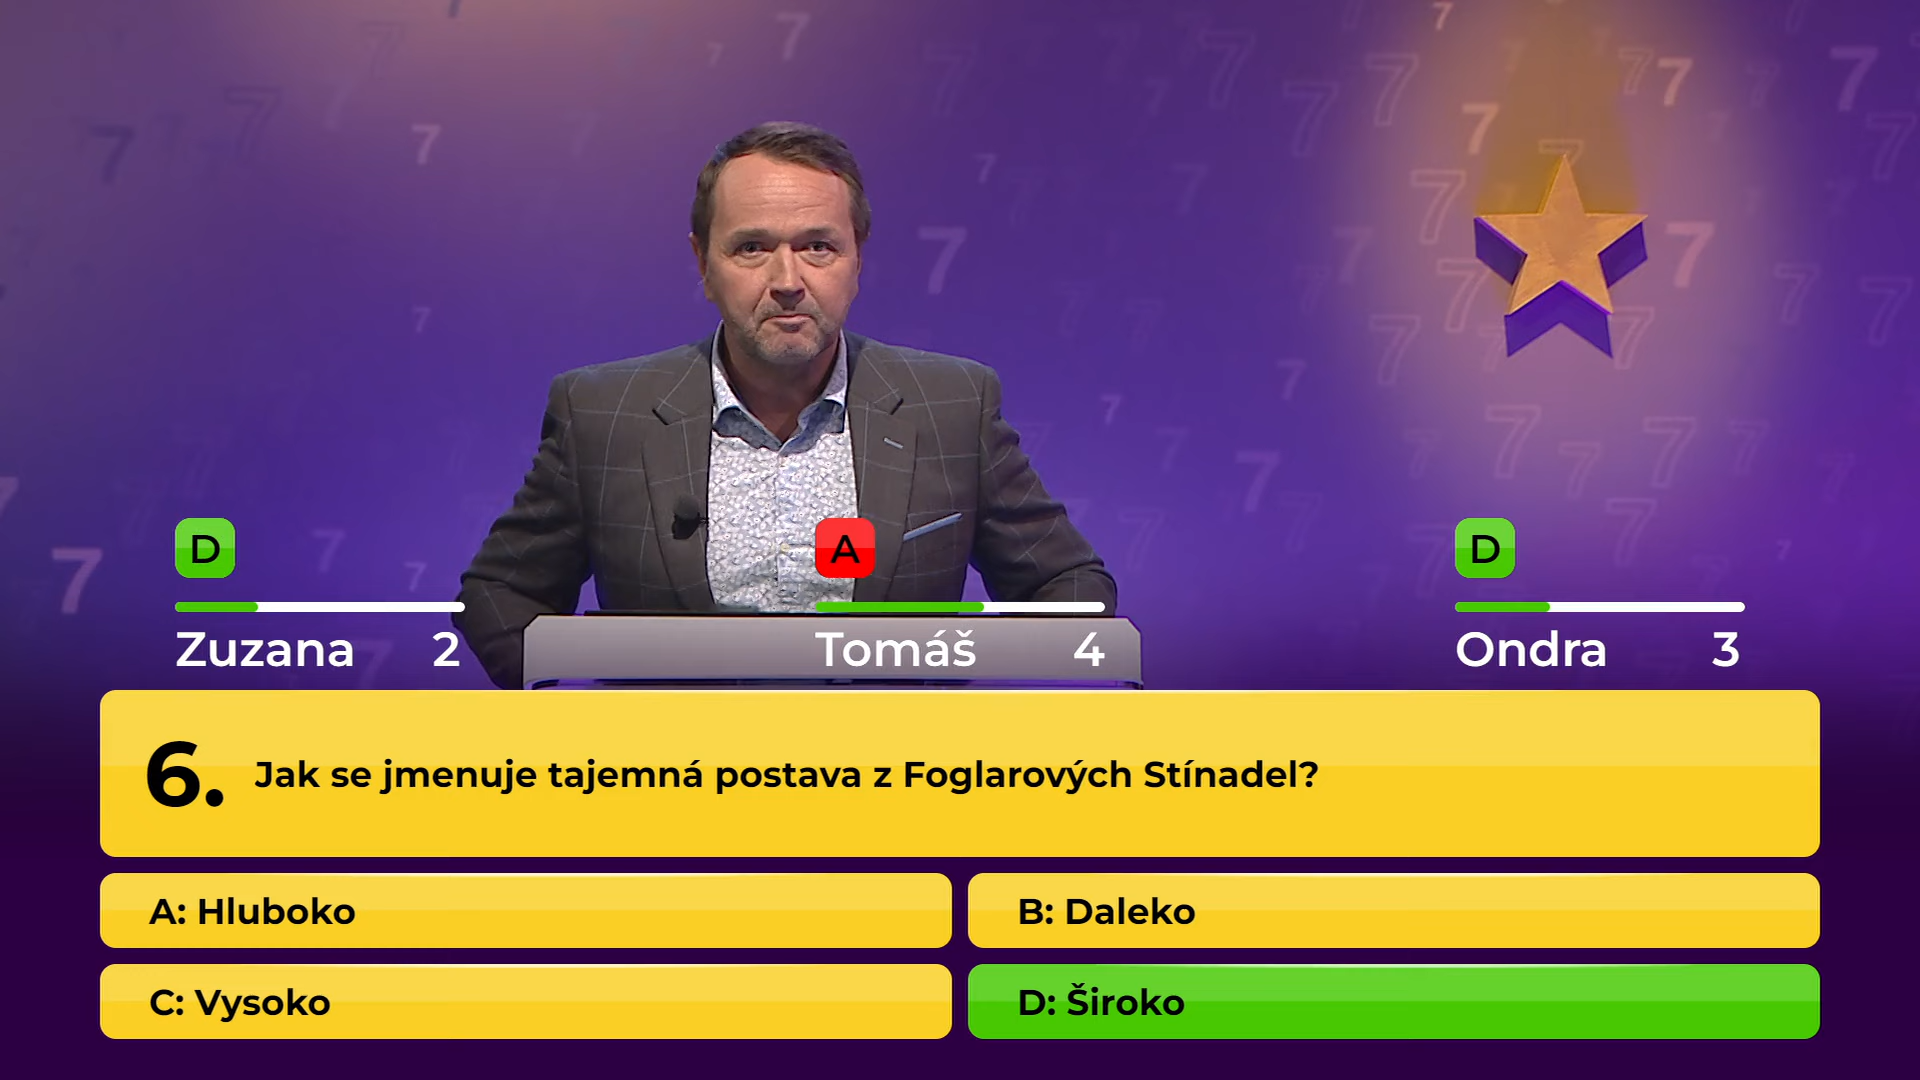 D
A
D
Zuzana 2
Tomáš 4
Ondra 3
6. Jak se jmenuje tajemná postava z Foglarových Stínadel?
A: Hluboko
B: Daleko
C: Vysoko
D: Široko